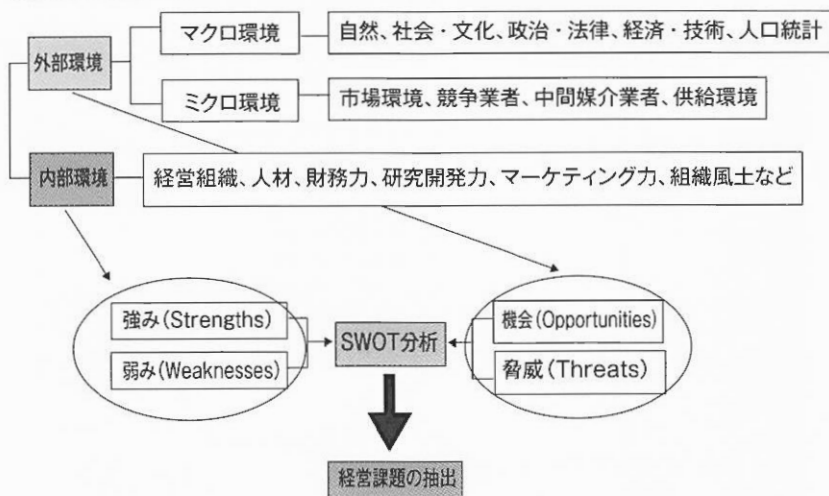 マクロ環境
自然、社会・文化、政治・法律、経済・技術、人口統計
外部環境
ミクロ環境
市場環境、競争業者、中間媒介業者、供給環境
内部環境
経営組織、人材、財務力、研究開発力、マーケティング力、組織風土など
強み(Strengths)
機会(Opportunities)
SWOT分析
弱み(Weaknesses)
脅威(Threats)
経営課題の抽出